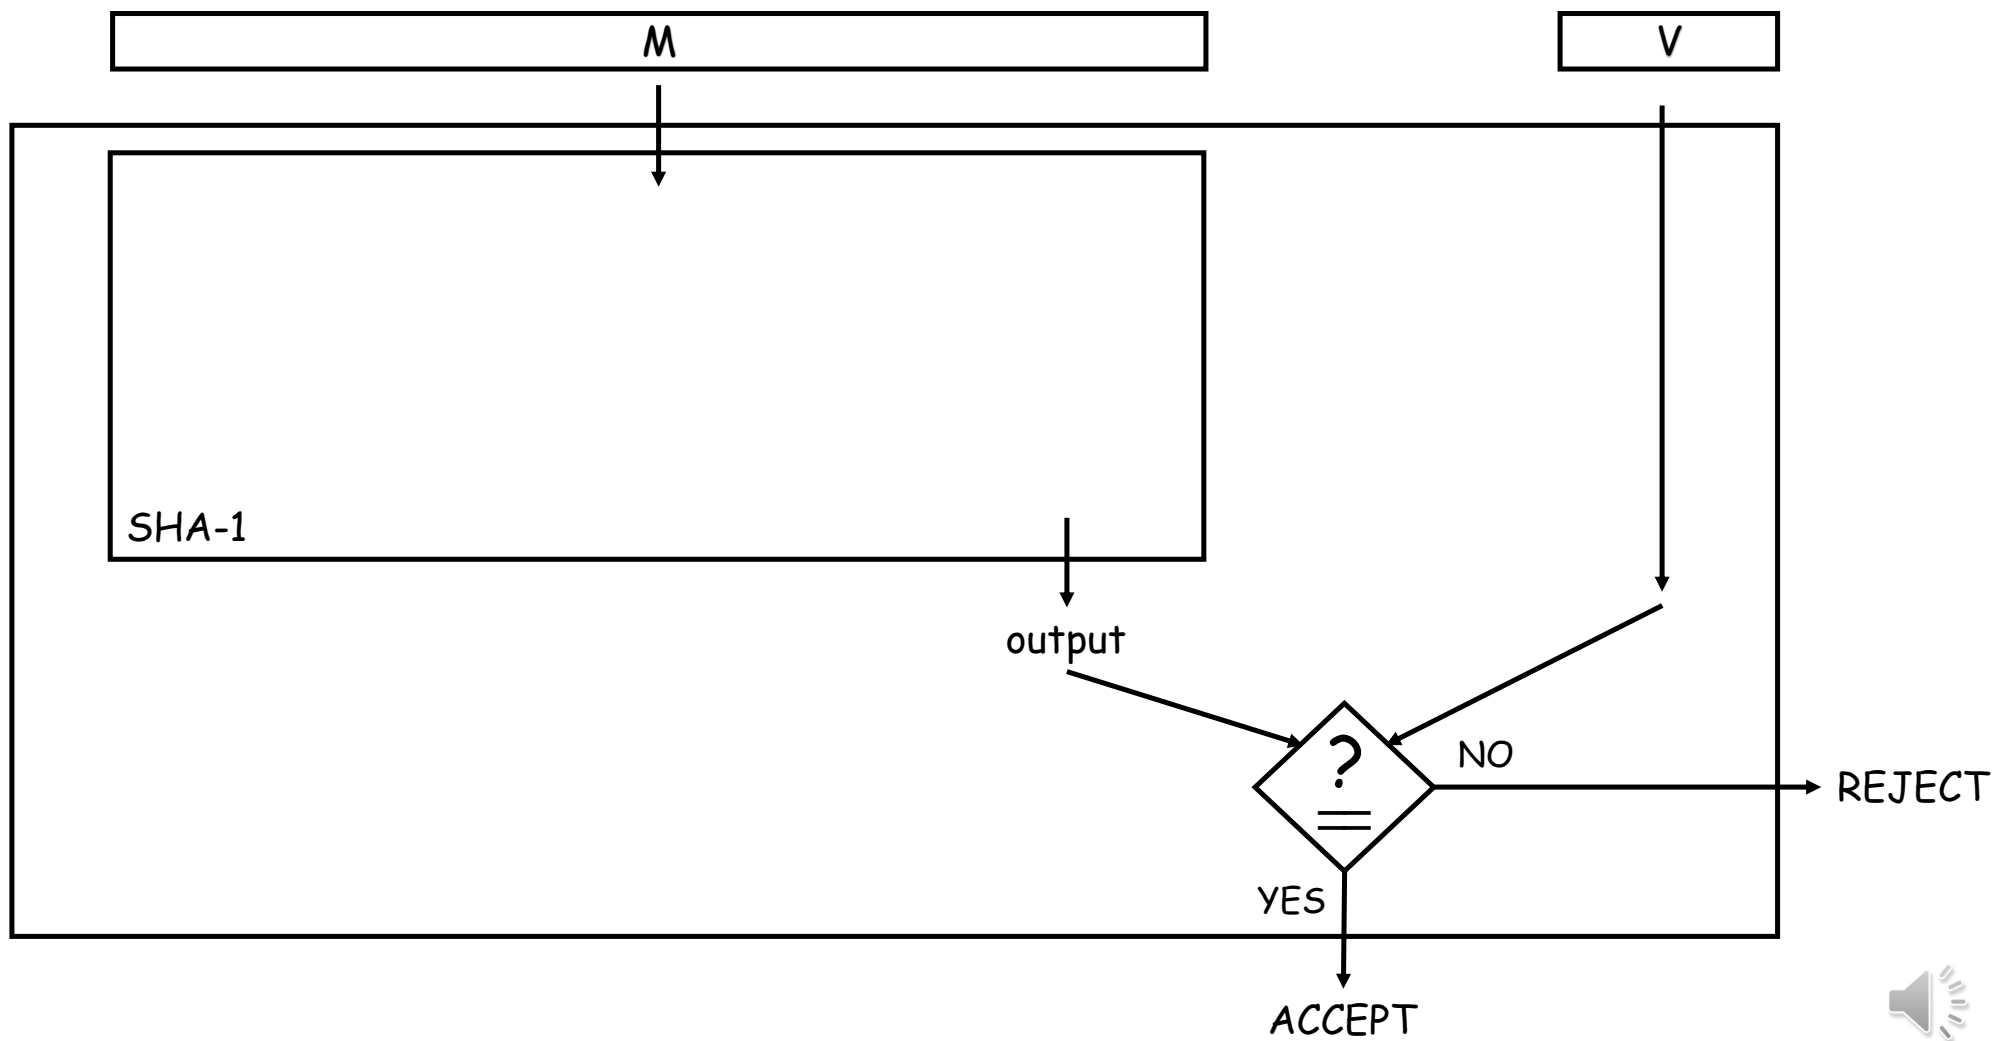 M
V
SHA-1
output
?
==
NO
REJECT
YES
ACCEPT